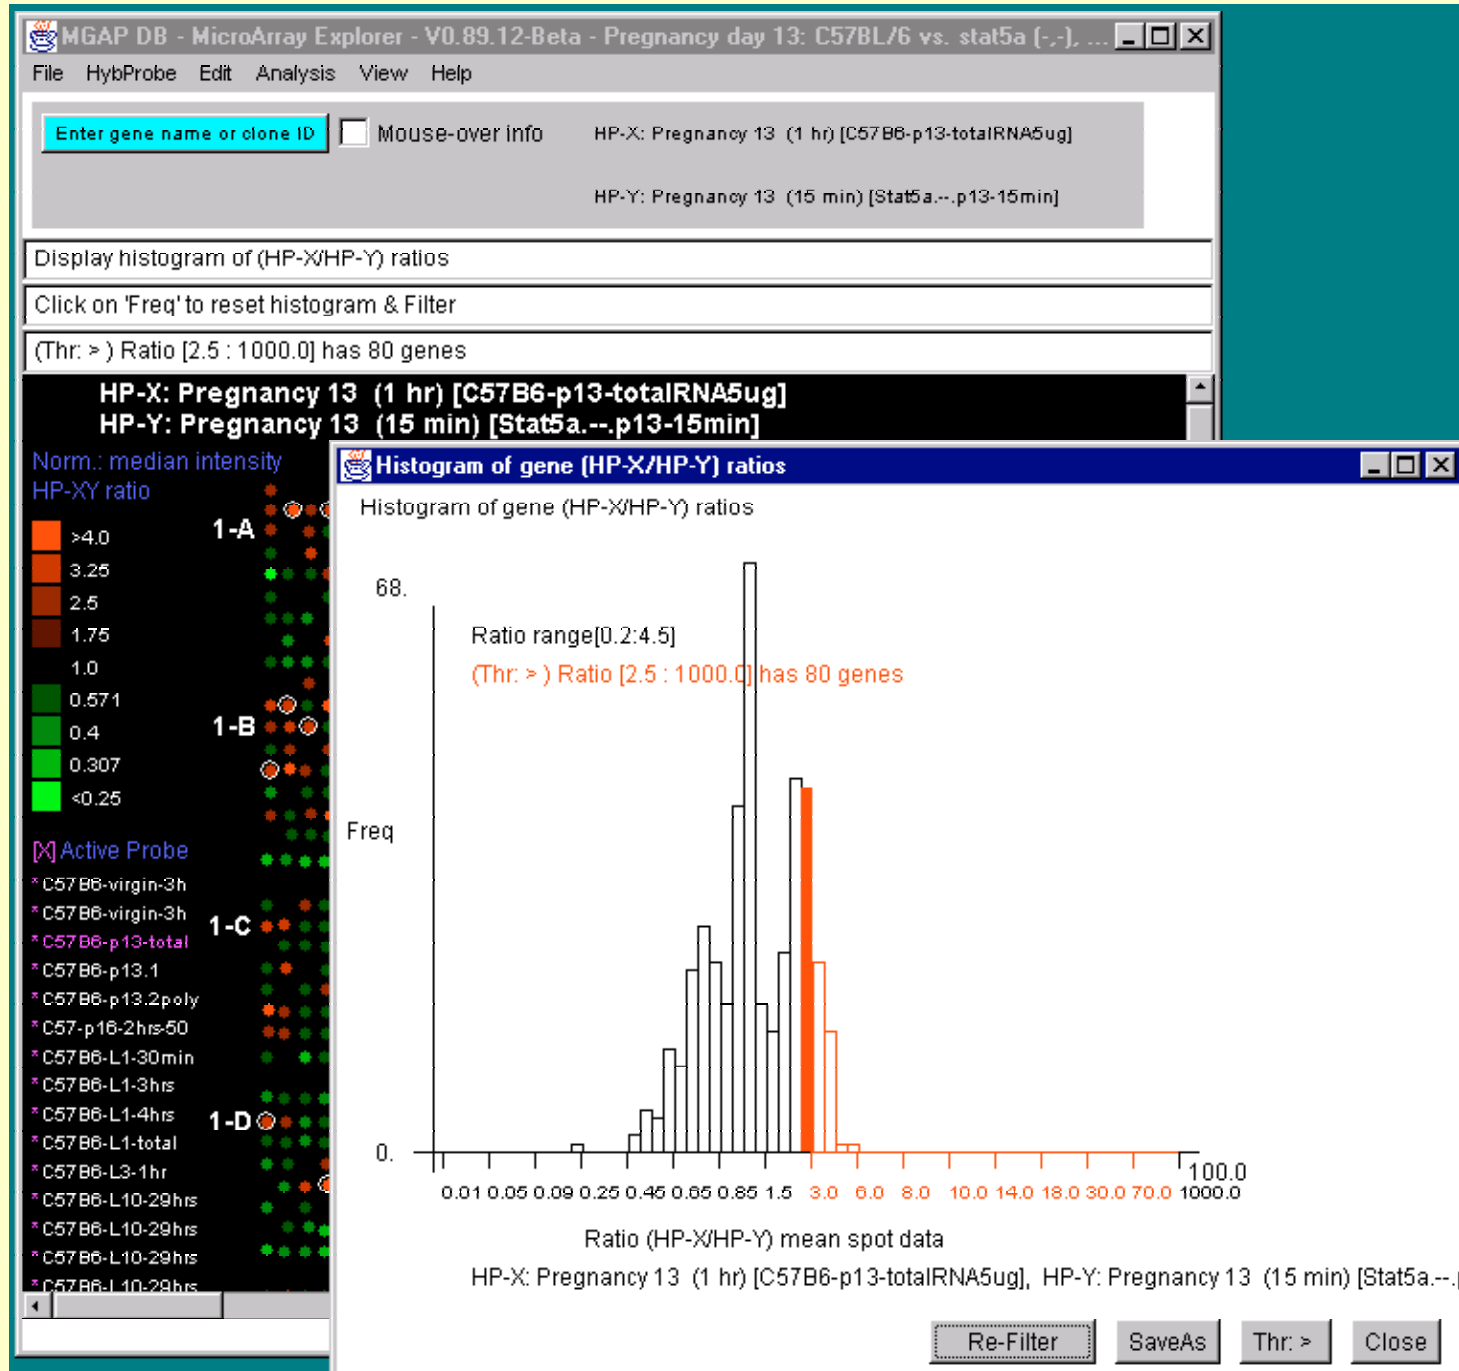 MGAP DB - MicroArray Explorer - V0.89.12-Beta - Pregnancy day 13: C57BL/6 vs. stat5a (-,-), ...
File HybProbe Edit Analysis View Help
Enter gene name or clone ID Mouse-over info HP-X: Pregnancy 13 (1 hr) [C57B6-p13-totalRNA5ug]
HP-Y: Pregnancy 13 (15 min) [Stat5a.--.p13-15min]
Display histogram of (HP-X/HP-Y) ratios
Click on 'Freq' to reset histogram & Filter
(Thr: > ) Ratio [2.5 : 1000.0] has 80 genes
HP-X: Pregnancy 13 (1 hr) [C57B6-p13-totalRNA5ug]
HP-Y: Pregnancy 13 (15 min) [Stat5a.--.p13-15min]
Norm.: median intensity
HP-XY ratio
>4.0
3.25
2.5
1.75
1.0
0.571
0.4
0.307
<0.25
1-A
1-B
1-C
1-D
[X] Active Probe
*C57B6-virgin-3h
*C57B6-virgin-3h
*C57B6-p13-total
*C57B6-p13.1
*C57B6-p13.2poly
*C57-p16-2hrs-50
*C57B6-L1-30min
*C57B6-L1-3hrs
*C57B6-L1-4hrs
*C57B6-L1-total
*C57B6-L3-1hr
*C57B6-L10-29hrs
*C57B6-L10-29hrs
*C57B6-L10-29hrs
*C57B6-L10-29hrs
Histogram of gene (HP-X/HP-Y) ratios
Histogram of gene (HP-X/HP-Y) ratios
68.
Ratio range[0.2:4.5]
(Thr: > ) Ratio [2.5 : 1000.0] has 80 genes
Freq
0.
100.0
0.01 0.05 0.09 0.25 0.45 0.65 0.85 1.5 3.0 6.0 8.0 10.0 14.0 18.0 30.0 70.0 1000.0
Ratio (HP-X/HP-Y) mean spot data
HP-X: Pregnancy 13 (1 hr) [C57B6-p13-totalRNA5ug], HP-Y: Pregnancy 13 (15 min) [Stat5a.--.p
Re-Filter SaveAs Thr: > Close